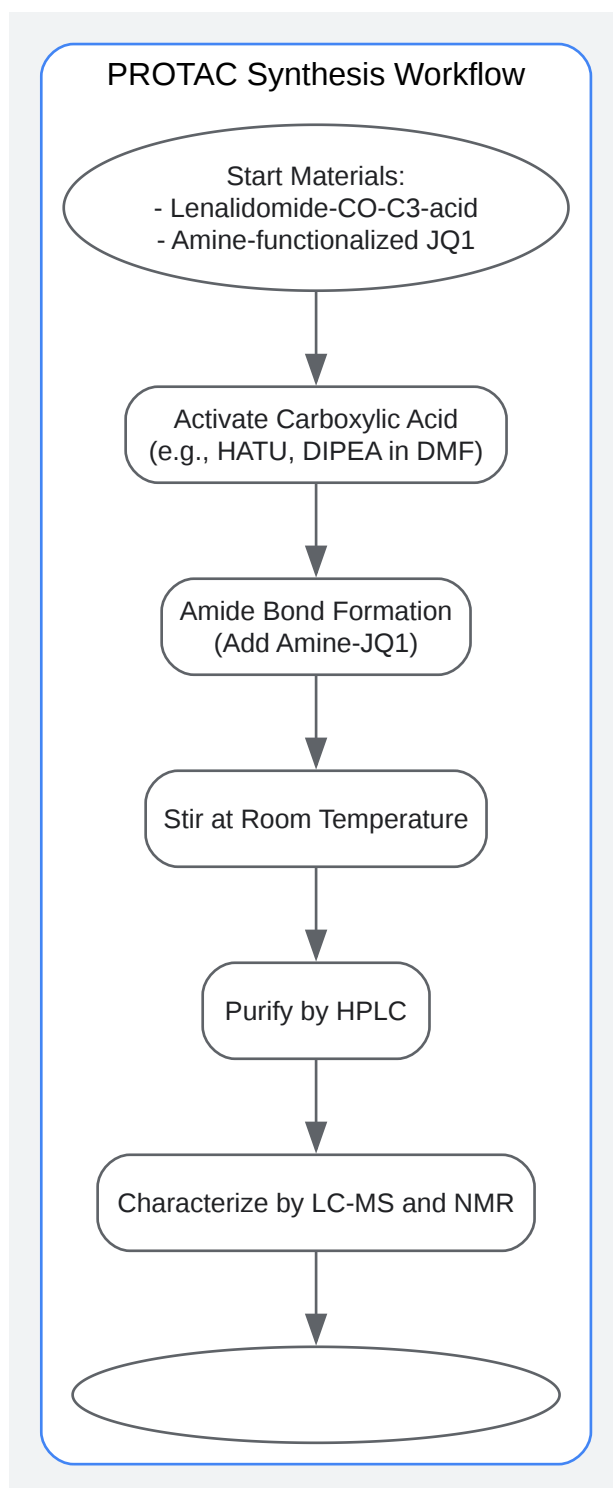 PROTAC Synthesis Workflow
Start Materials:
- Lenalidomide-CO-C3-acid
- Amine-functionalized JQ1
Activate Carboxylic Acid
(e.g., HATU, DIPEA in DMF)
Amide Bond Formation
(Add Amine-JQ1)
Stir at Room Temperature
Purify by HPLC
Characterize by LC-MS and NMR